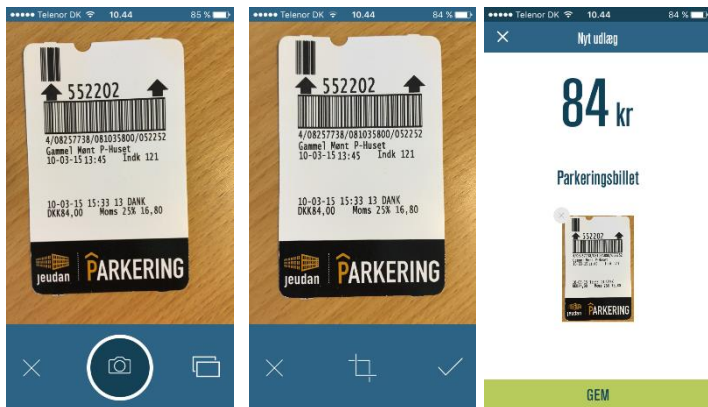 Telenor DK 10.44 85 %
552202
4/08257738/081035800/052252
Gammel Mønt P-Huset
10-03-15 13:45 Indk 121
10-03-15 15:33 13 DANK
DKK84,00 Moms 25% 16,80
jeudan PARKERING
Telenor DK 10.44 84 %
552202
4/08257738/081035800/052252
Gammel Mønt P-Huset
10-03-15 13:45 Indk 121
10-03-15 15:33 13 DANK
DKK84,00 Moms 25% 16,80
jeudan PARKERING
Telenor DK 10.44 84 %
Nyt udlæg
84 kr
Parkeringsbillet
552202
jeudan PARKERING
GEM